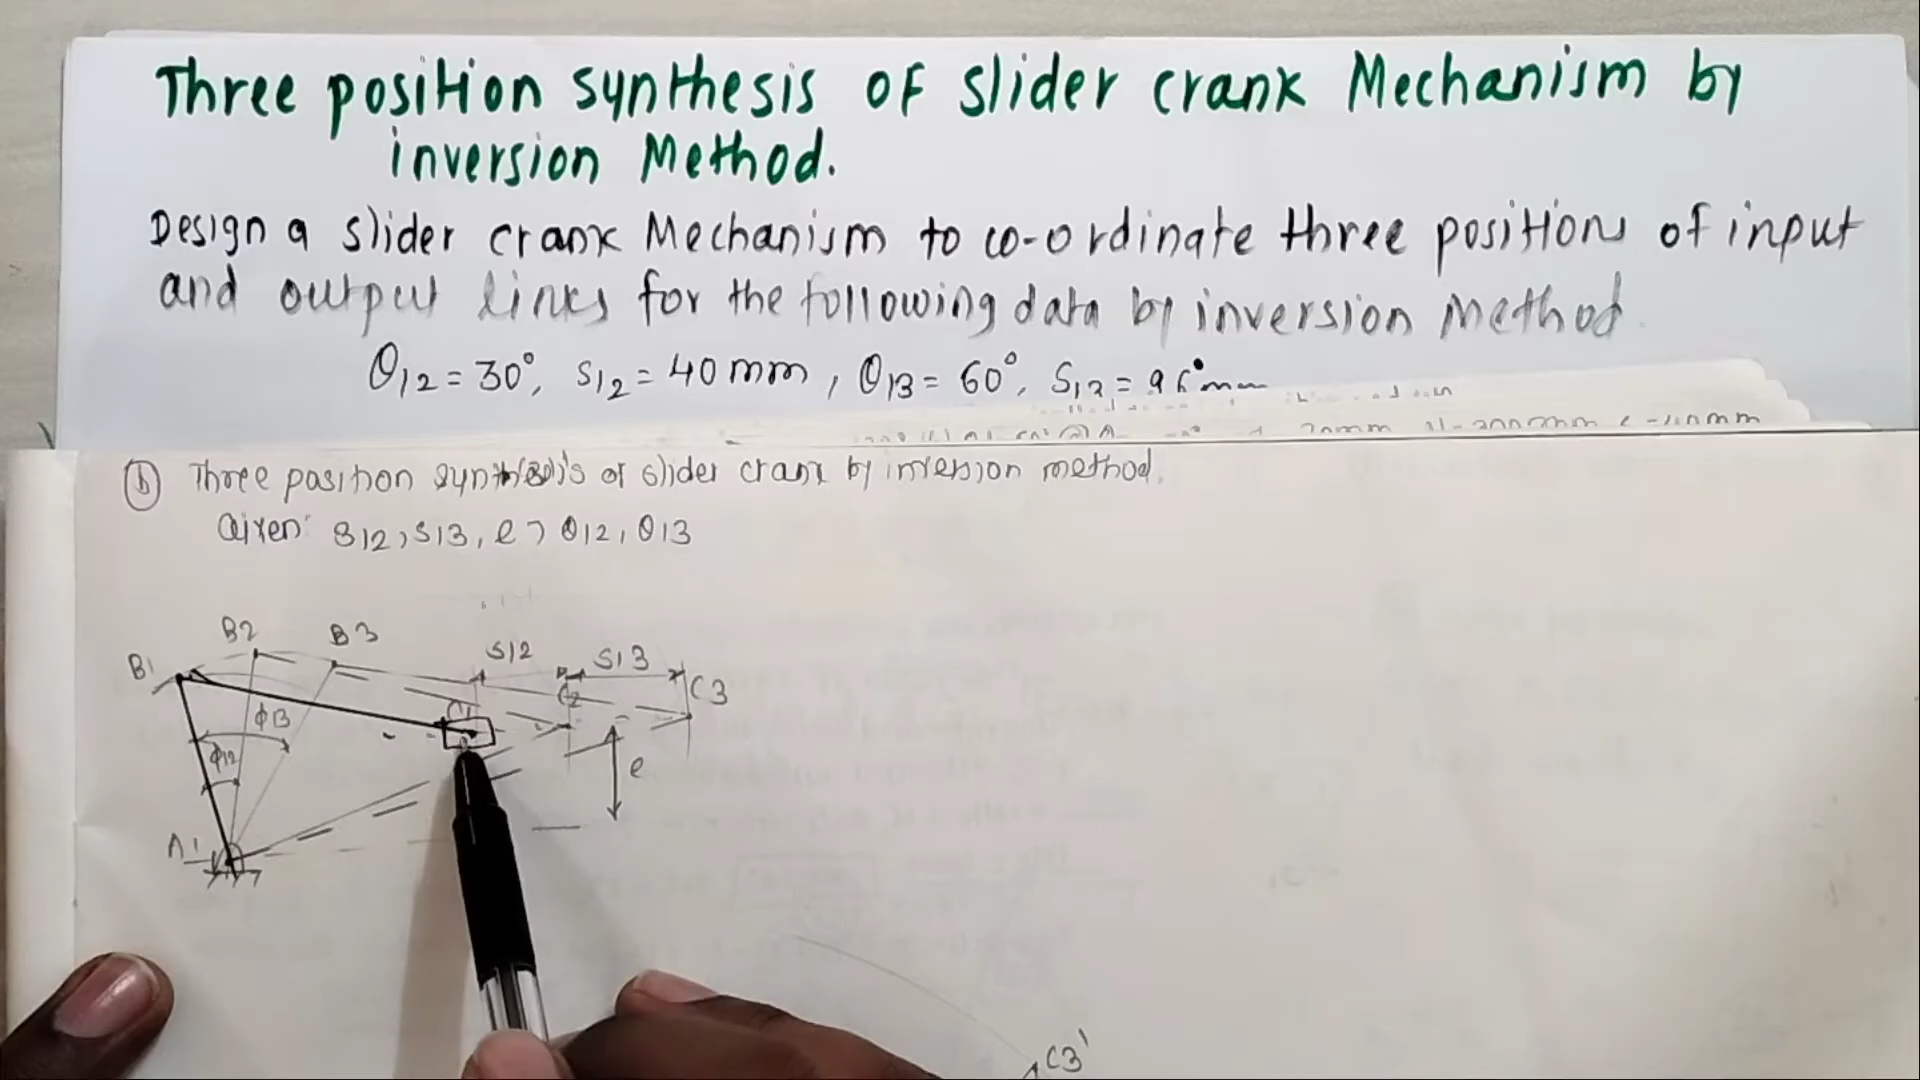 Three position synthesis of slider crank Mechanism by
inversion Method.
Design a slider crank Mechanism to co-ordinate three positions of input
and output links for the following data by inversion Method.
θ12 = 30°, S12 = 40 mm, θ13 = 60°, S13 = 96 mm
(b) Three position synthesis of slider crank by inversion method.
Given: S12, S13, e, θ12, θ13
B2 B3 S12 S13
B1 C1 C2 C3
φ13
φ12 e
A1
C3'